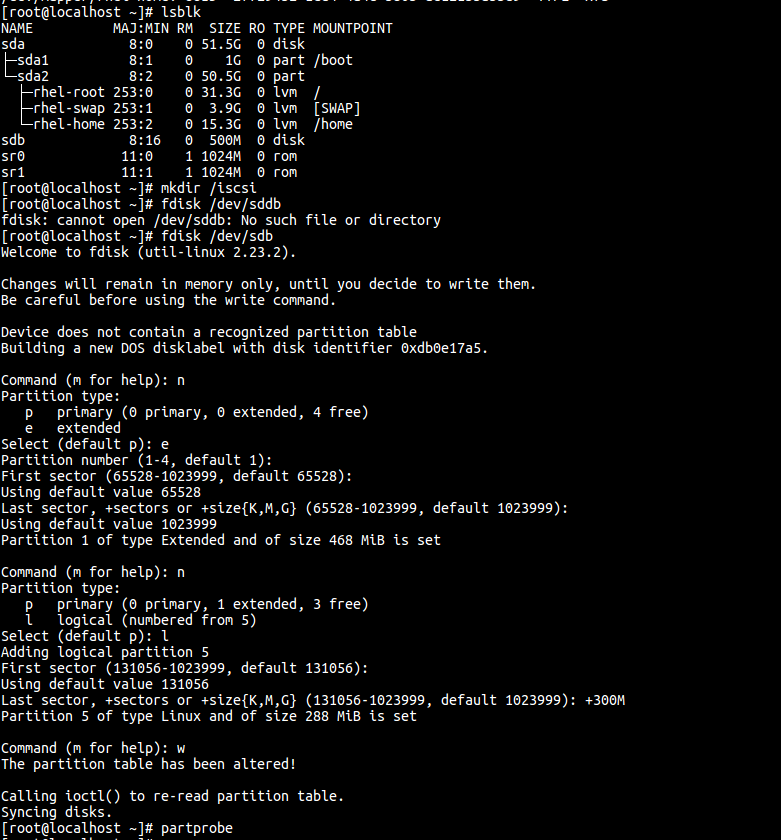 [root@localhost ~]# lsblk
NAME          MAJ:MIN RM  SIZE RO TYPE MOUNTPOINT
sda             8:0    0 51.5G  0 disk
├─sda1          8:1    0    1G  0 part /boot
└─sda2          8:2    0 50.5G  0 part
  ├─rhel-root 253:0    0 31.3G  0 lvm  /
  ├─rhel-swap 253:1    0  3.9G  0 lvm  [SWAP]
  └─rhel-home 253:2    0 15.3G  0 lvm  /home
sdb             8:16   0  500M  0 disk
sr0            11:0    1 1024M  0 rom
sr1            11:1    1 1024M  0 rom
[root@localhost ~]# mkdir /iscsi
[root@localhost ~]# fdisk /dev/sddb
fdisk: cannot open /dev/sddb: No such file or directory
[root@localhost ~]# fdisk /dev/sdb
Welcome to fdisk (util-linux 2.23.2).

Changes will remain in memory only, until you decide to write them.
Be careful before using the write command.

Device does not contain a recognized partition table
Building a new DOS disklabel with disk identifier 0xdb0e17a5.

Command (m for help): n
Partition type:
   p   primary (0 primary, 0 extended, 4 free)
   e   extended
Select (default p): e
Partition number (1-4, default 1):
First sector (65528-1023999, default 65528):
Using default value 65528
Last sector, +sectors or +size{K,M,G} (65528-1023999, default 1023999):
Using default value 1023999
Partition 1 of type Extended and of size 468 MiB is set

Command (m for help): n
Partition type:
   p   primary (0 primary, 1 extended, 3 free)
   l   logical (numbered from 5)
Select (default p): l
Adding logical partition 5
First sector (131056-1023999, default 131056):
Using default value 131056
Last sector, +sectors or +size{K,M,G} (131056-1023999, default 1023999): +300M
Partition 5 of type Linux and of size 288 MiB is set

Command (m for help): w
The partition table has been altered!

Calling ioctl() to re-read partition table.
Syncing disks.
[root@localhost ~]# partprobe